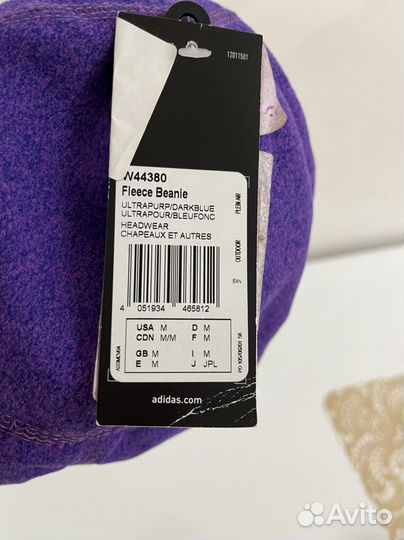 12011501
W44380
Fleece Beanie
ULTRAPURP/DARKBLUE
ULTRAPOUR/BLEUFONC
HEADWEAR
CHAPEAUX ET AUTRES
PLEIN AIR
OUTDOOR
EAN
4 051934 465812
USA M D M
CDN M/M F M
GB M I M
E M J JPL
adidas.com
Avito